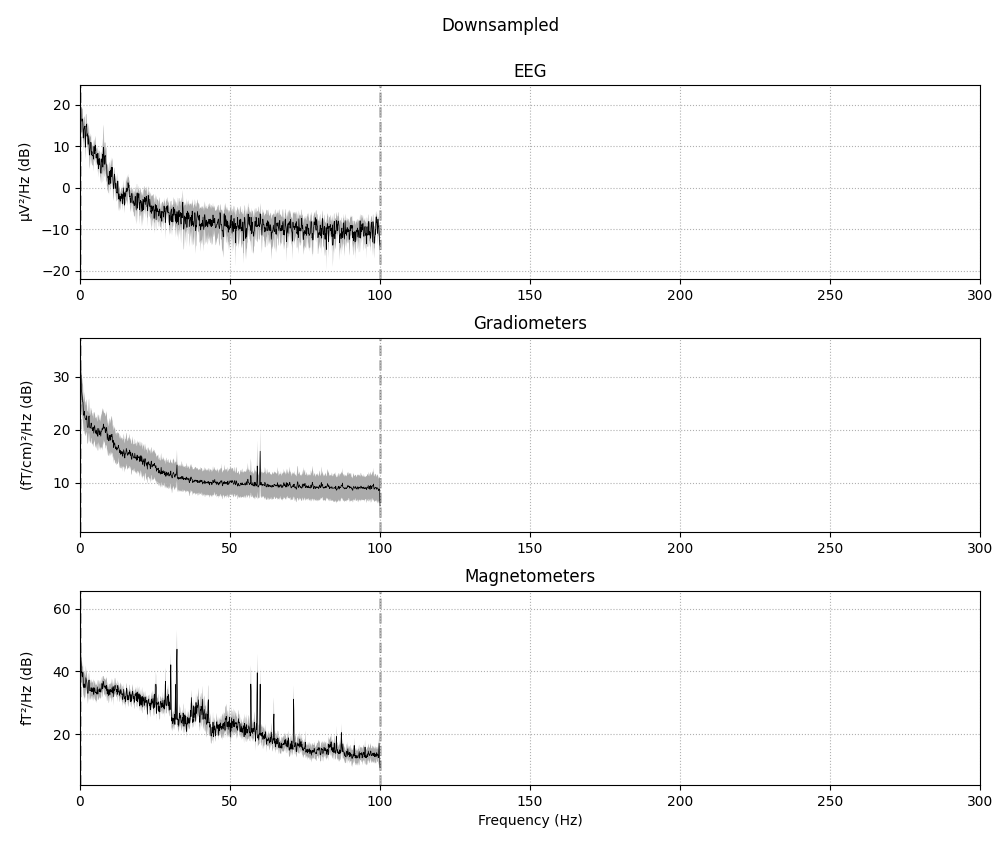 Downsampled
EEG
µV²/Hz (dB)
20
10
0
−10
−20
0 50 100 150 200 250 300
Gradiometers
(fT/cm)²/Hz (dB)
30
20
10
0 50 100 150 200 250 300
Magnetometers
fT²/Hz (dB)
60
40
20
0 50 100 150 200 250 300
Frequency (Hz)